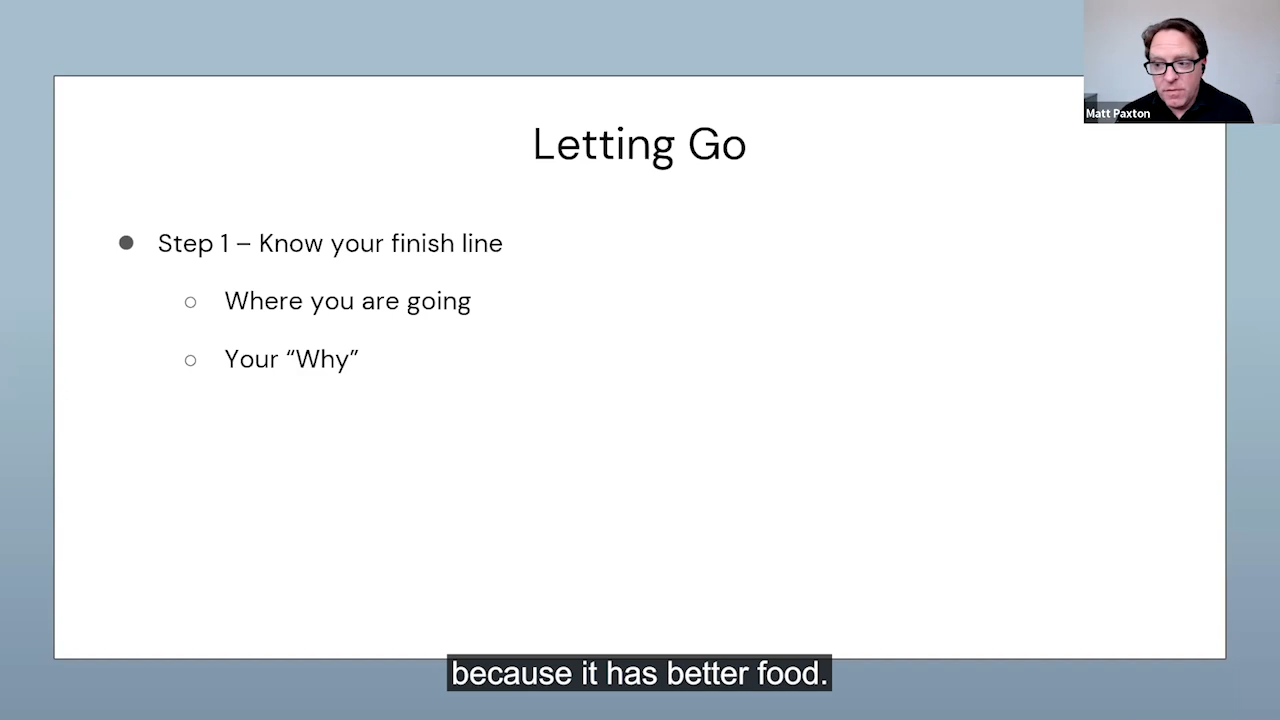 Matt Paxton
Letting Go
● Step 1 – Know your finish line
○ Where you are going
○ Your “Why”
because it has better food.